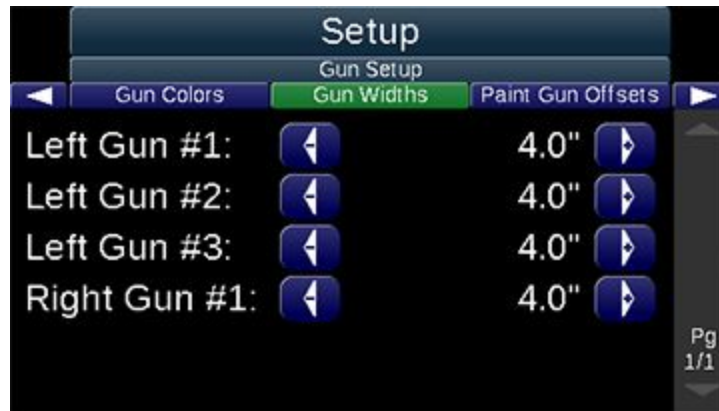 Setup
Gun Setup
Gun Colors Gun Widths Paint Gun Offsets
Left Gun #1: 4.0"
Left Gun #2: 4.0"
Left Gun #3: 4.0"
Right Gun #1: 4.0"
Pg
1/1